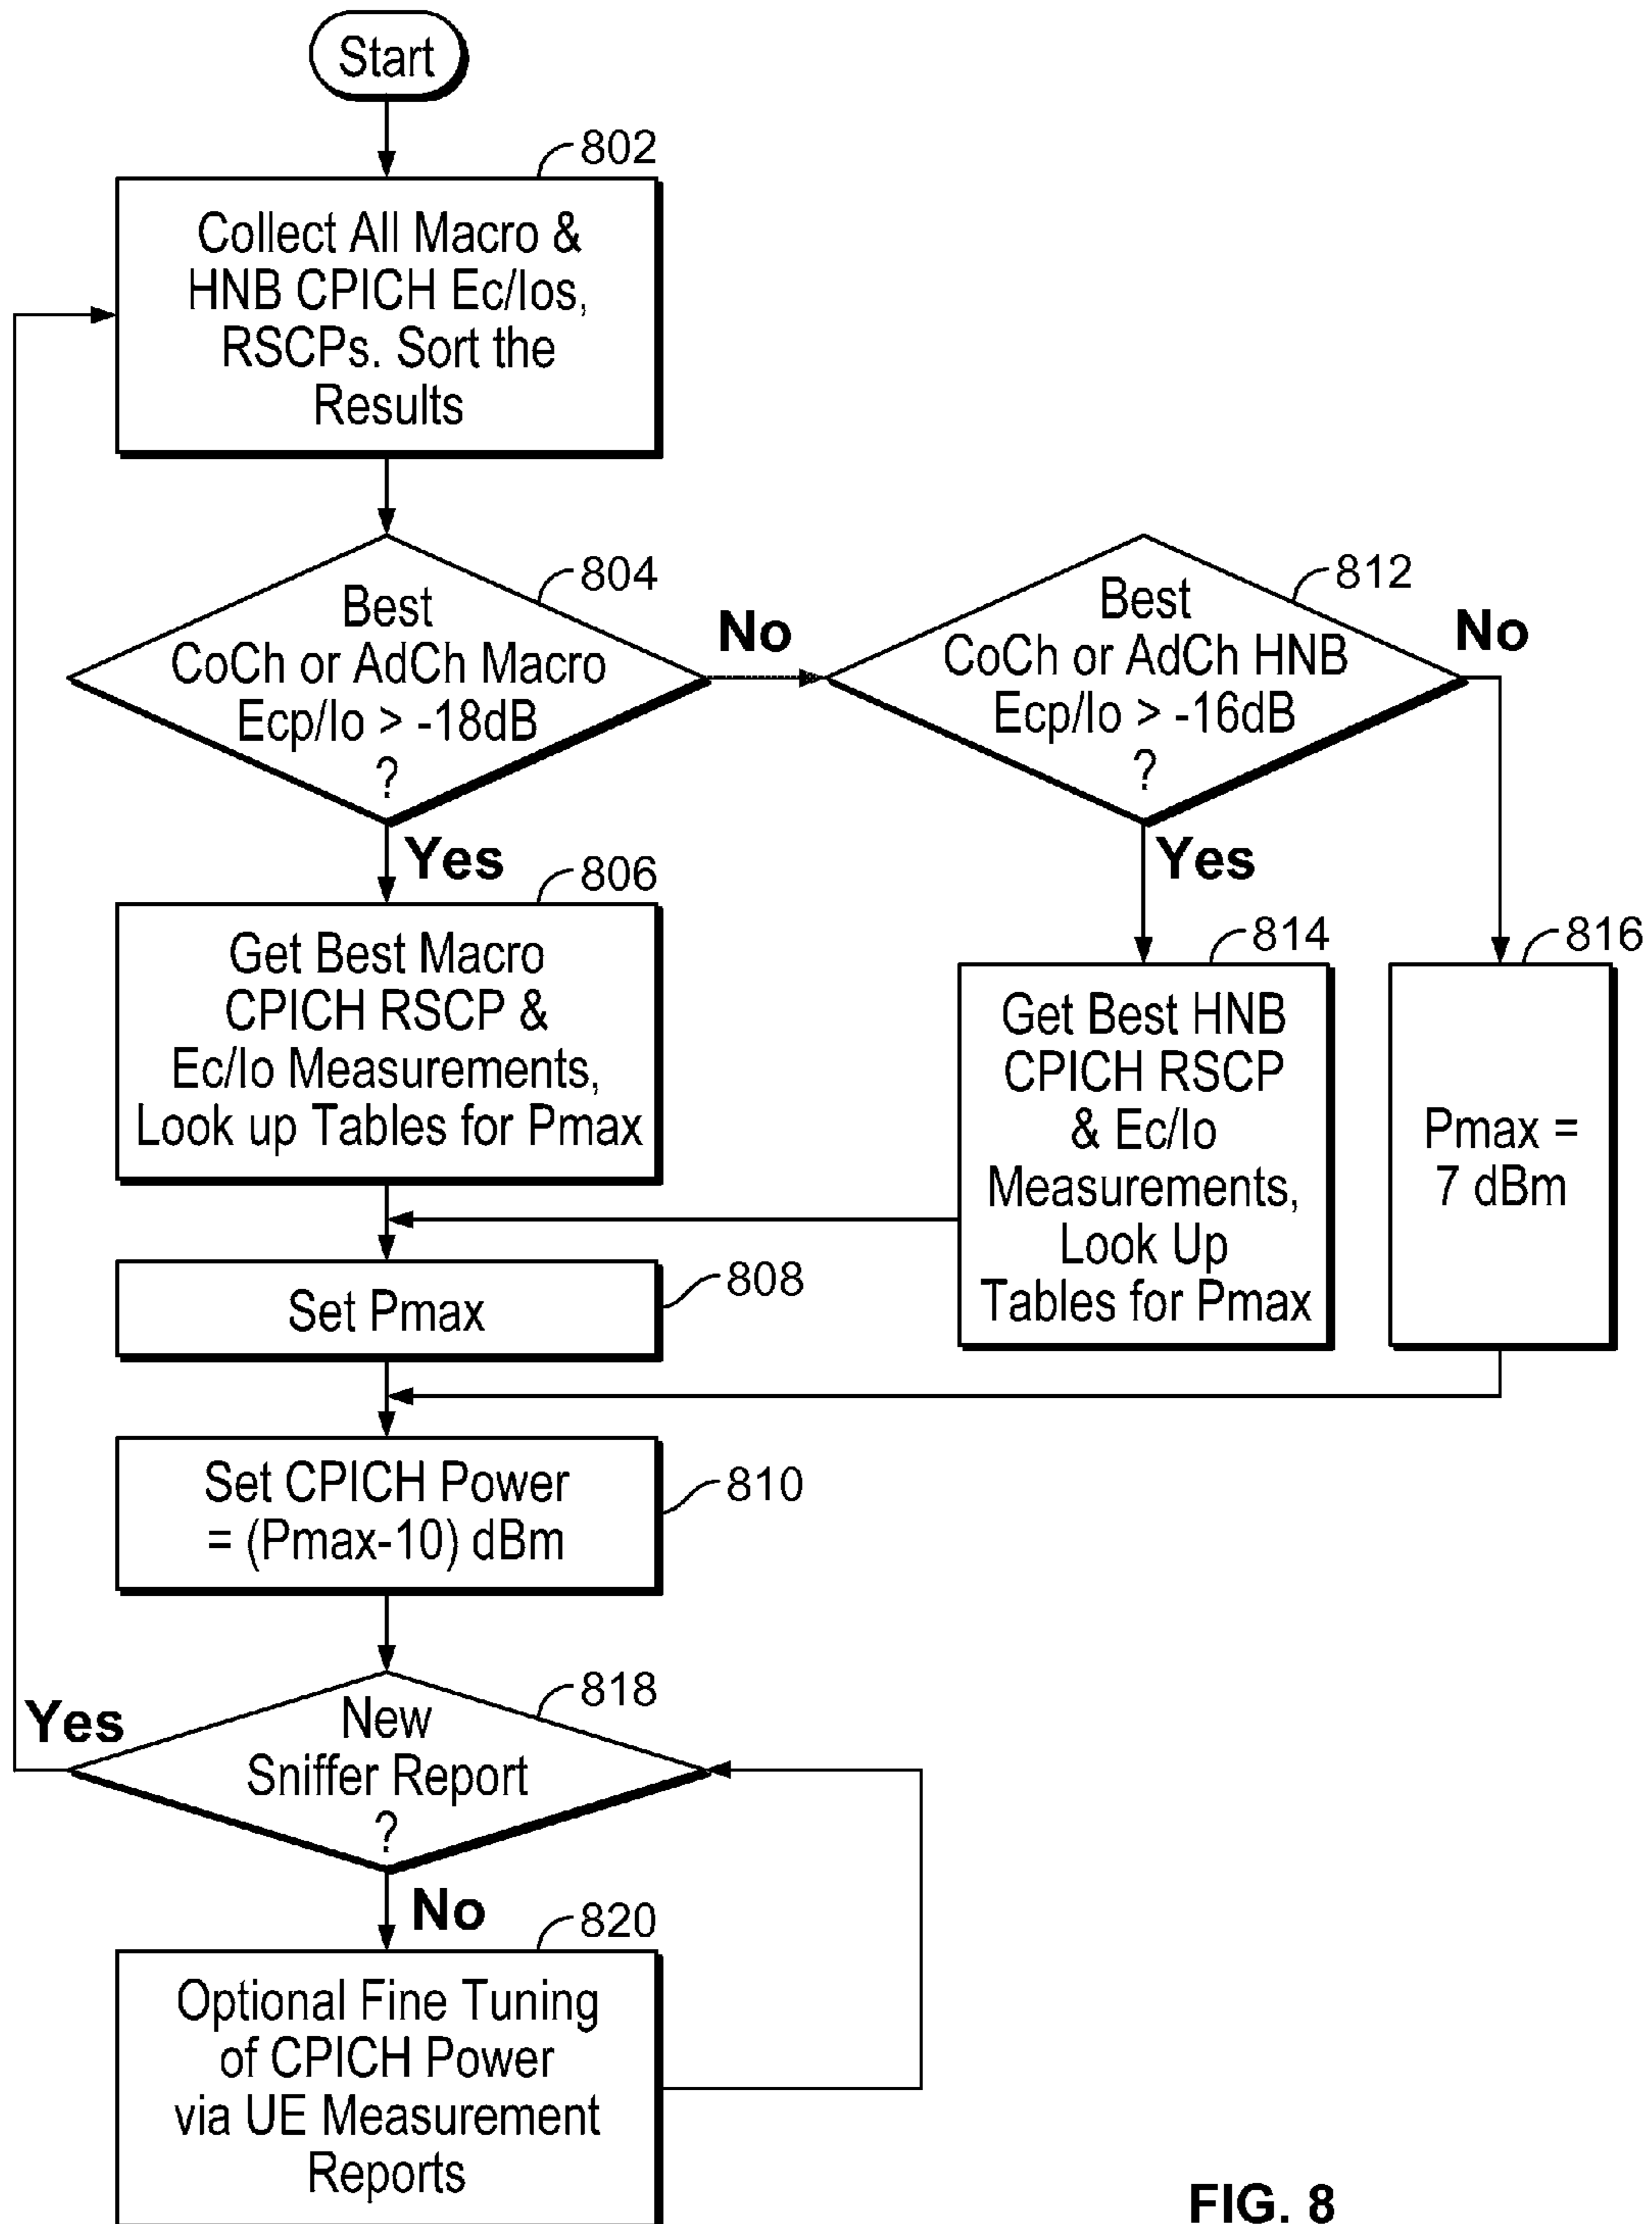 Start
802
Collect All Macro &
HNB CPICH Ec/Ios,
RSCPs. Sort the
Results
804
Best
CoCh or AdCh Macro
Ecp/Io > -18dB
?
No
Yes
812
Best
CoCh or AdCh HNB
Ecp/Io > -16dB
?
No
Yes
806
Get Best Macro
CPICH RSCP &
Ec/Io Measurements,
Look up Tables for Pmax
814
Get Best HNB
CPICH RSCP
& Ec/Io
Measurements,
Look Up
Tables for Pmax
816
Pmax =
7 dBm
808
Set Pmax
810
Set CPICH Power
= (Pmax-10) dBm
818
New
Sniffer Report
?
Yes
No
820
Optional Fine Tuning
of CPICH Power
via UE Measurement
Reports
FIG. 8